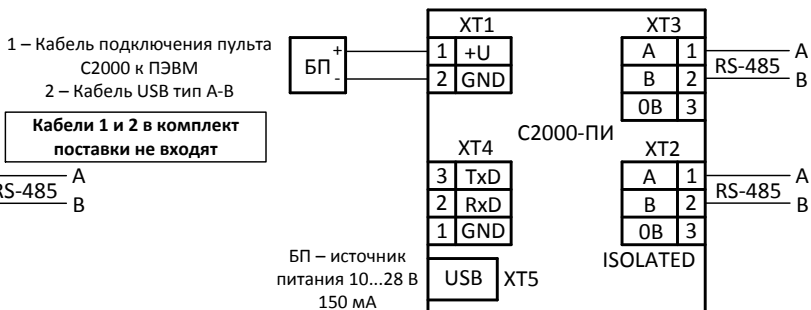 1 – Кабель подключения пульта
С2000 к ПЭВМ
2 – Кабель USB тип А-В
Кабели 1 и 2 в комплект
поставки не входят
RS-485
A
B
БП
+
-
XT1
1 +U
2 GND
XT4
3 TxD
2 RxD
1 GND
USB XT5
БП – источник
питания 10...28 В
150 мА
С2000-ПИ
XT3
A 1
B 2
0В 3
RS-485
A
B
XT2
A 1
B 2
0В 3
ISOLATED
RS-485
A
B